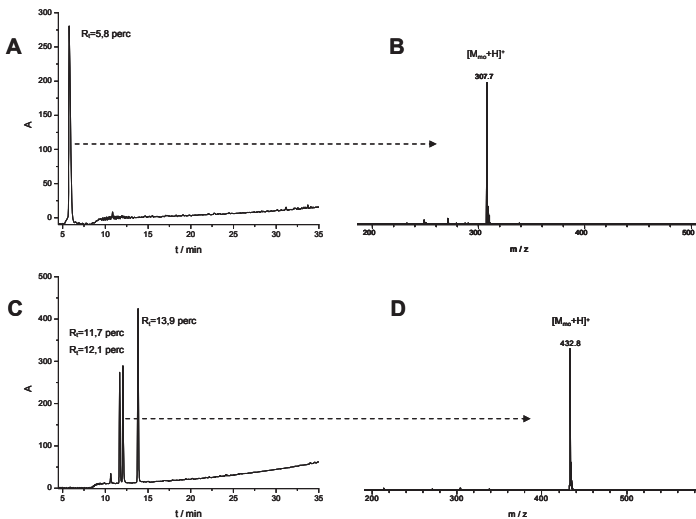 A
Rₜ=5,8 perc
300
250
200
150
100
50
0
A
5
10
15
20
25
30
35
t / min
B
[Mₘₒ+H]⁺
307.7
200
300
400
500
m / z
C
Rₜ=11,7 perc
Rₜ=12,1 perc
Rₜ=13,9 perc
500
400
300
200
100
0
A
5
10
15
20
25
30
35
t / min
D
[Mₘₒ+H]⁺
432.8
200
300
400
500
m / z